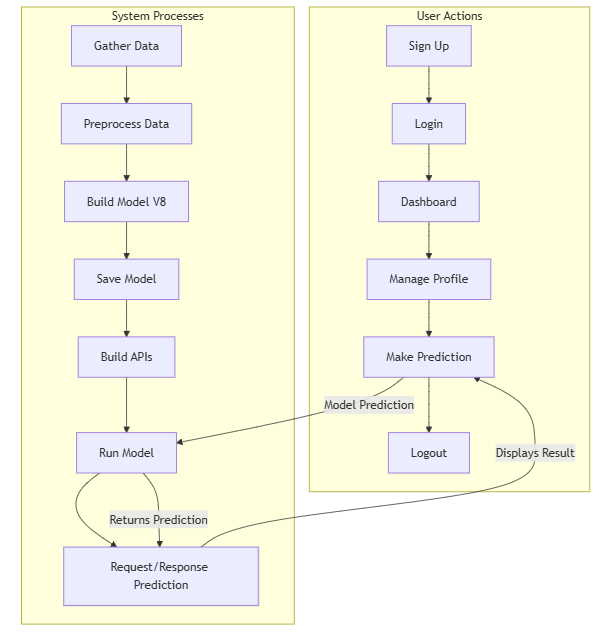 System Processes
Gather Data
Preprocess Data
Build Model V8
Save Model
Build APIs
Run Model
Returns Prediction
Request/Response
Prediction
User Actions
Sign Up
Login
Dashboard
Manage Profile
Make Prediction
Model Prediction
Logout
Displays Result